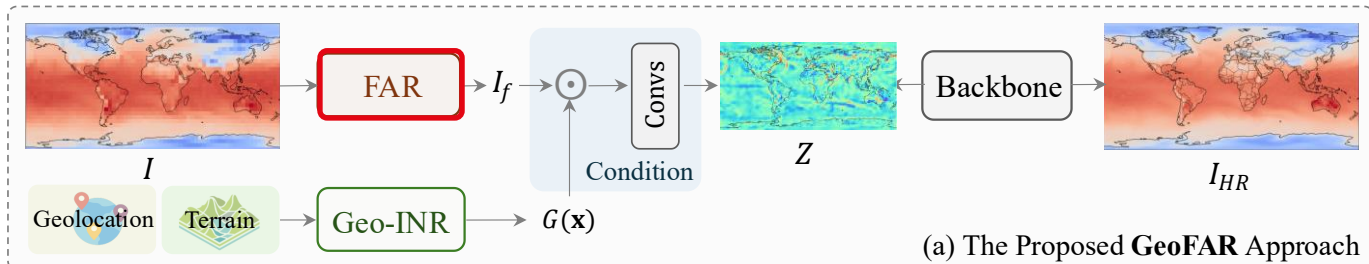 FAR
I_f
⊙
Convs
Condition
Backbone
I
Z
I_HR
Geolocation
Terrain
Geo-INR
G(x)
(a) The Proposed GeoFAR Approach